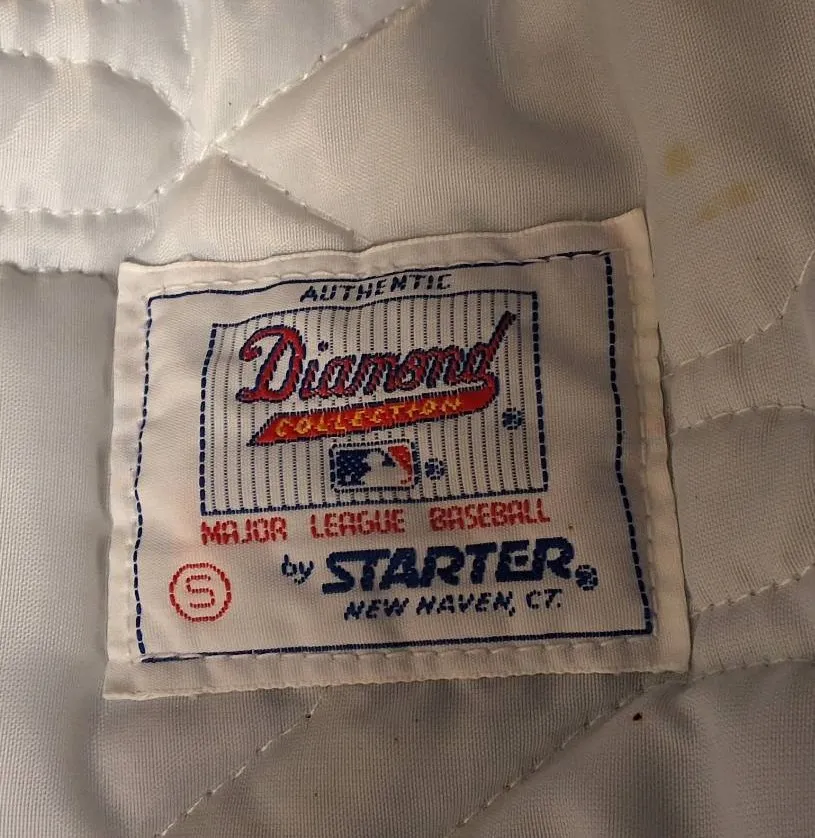 AUTHENTIC
Diamond
COLLECTION
®
®
MAJOR LEAGUE BASEBALL
by STARTER®
S
NEW HAVEN, CT.